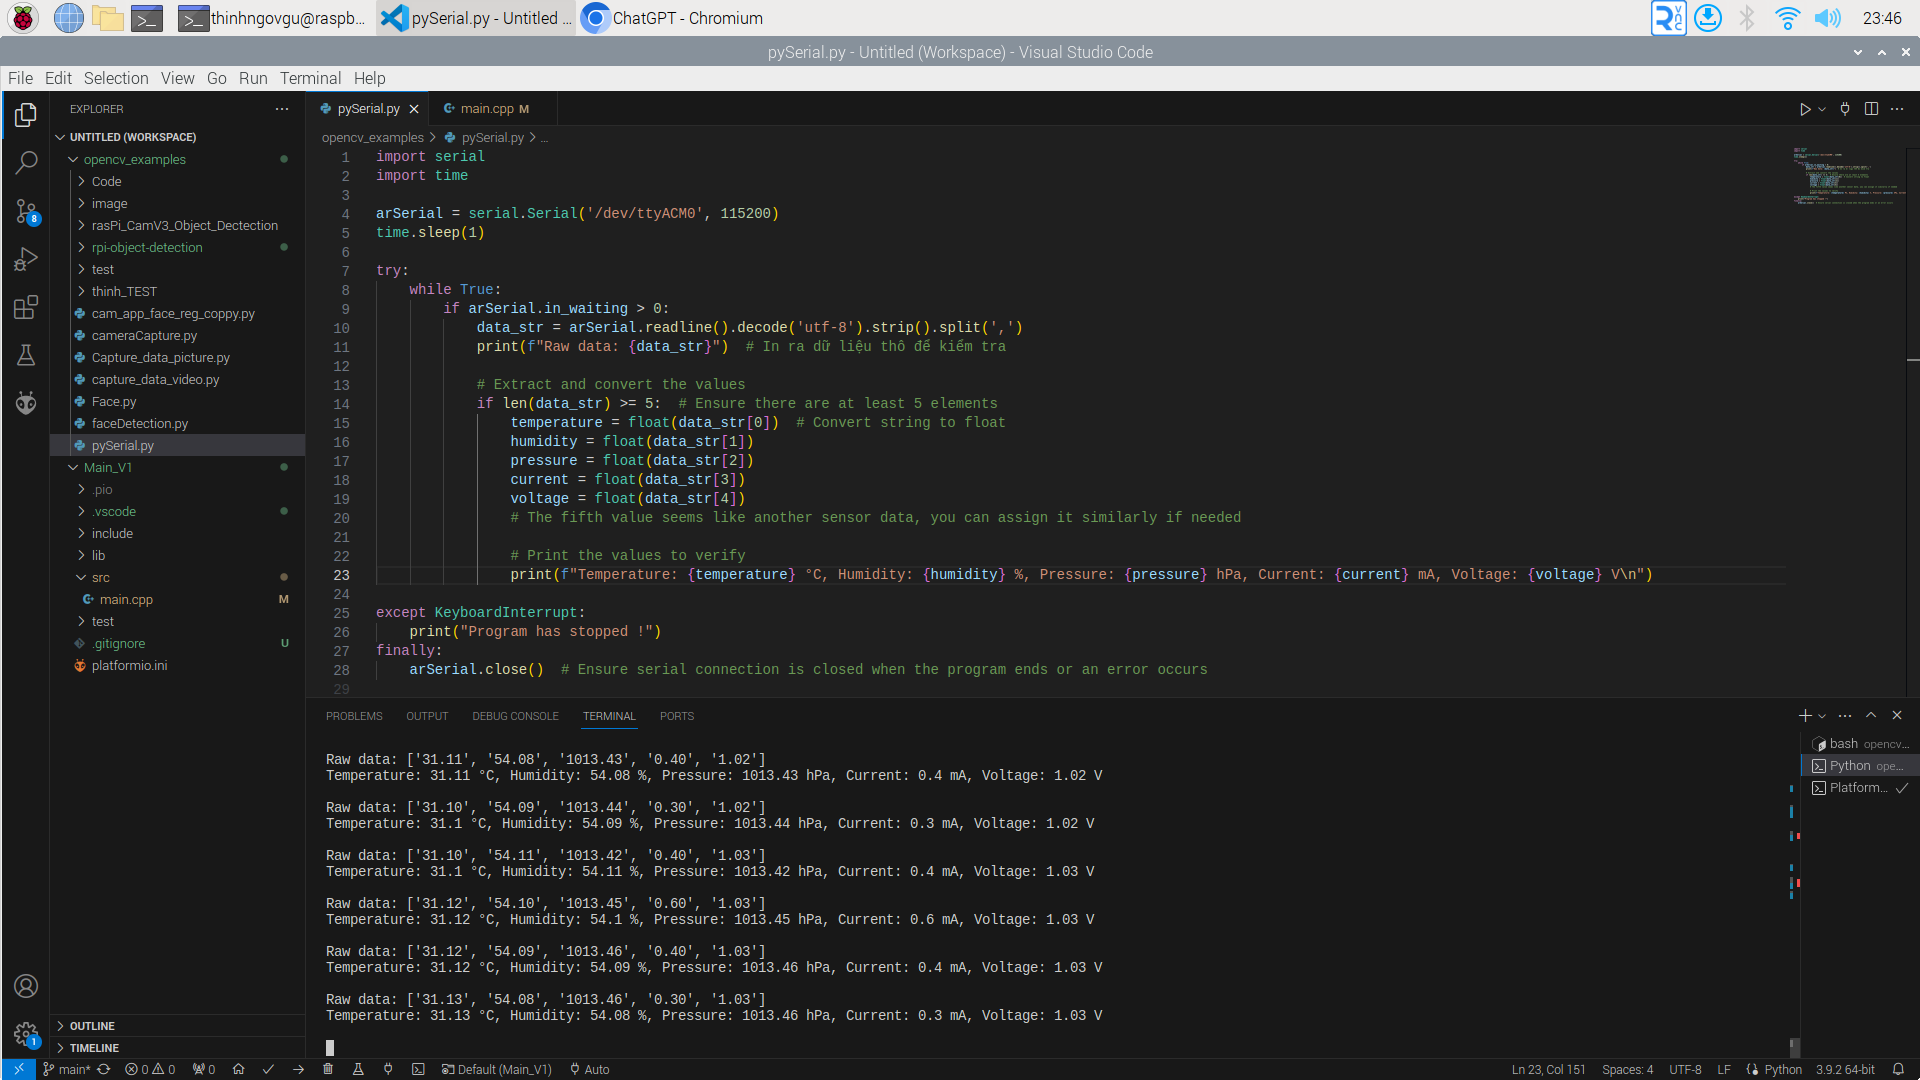 thinhngovgu@raspb...
pySerial.py - Untitled ...
ChatGPT - Chromium
23:46
pySerial.py - Untitled (Workspace) - Visual Studio Code
File Edit Selection View Go Run Terminal Help
EXPLORER
UNTITLED (WORKSPACE)
opencv_examples
Code
image
rasPi_CamV3_Object_Dectection
rpi-object-detection
test
thinh_TEST
cam_app_face_reg_coppy.py
cameraCapture.py
Capture_data_picture.py
capture_data_video.py
Face.py
faceDetection.py
pySerial.py
Main_V1
.pio
.vscode
include
lib
src
main.cpp M
test
.gitignore U
platformio.ini
OUTLINE
TIMELINE
8
1
pySerial.py
main.cpp M
opencv_examples > pySerial.py > ...
1 import serial
2 import time
3
4 arSerial = serial.Serial('/dev/ttyACM0', 115200)
5 time.sleep(1)
6
7 try:
8 while True:
9 if arSerial.in_waiting > 0:
10 data_str = arSerial.readline().decode('utf-8').strip().split(',')
11 print(f"Raw data: {data_str}")  # In ra dữ liệu thô để kiểm tra
12
13 # Extract and convert the values
14 if len(data_str) >= 5:  # Ensure there are at least 5 elements
15 temperature = float(data_str[0])  # Convert string to float
16 humidity = float(data_str[1])
17 pressure = float(data_str[2])
18 current = float(data_str[3])
19 voltage = float(data_str[4])
20 # The fifth value seems like another sensor data, you can assign it similarly if needed
21
22 # Print the values to verify
23 print(f"Temperature: {temperature} °C, Humidity: {humidity} %, Pressure: {pressure} hPa, Current: {current} mA, Voltage: {voltage} V\n")
24
25 except KeyboardInterrupt:
26 print("Program has stopped !")
27 finally:
28 arSerial.close()  # Ensure serial connection is closed when the program ends or an error occurs
29
PROBLEMS OUTPUT DEBUG CONSOLE TERMINAL PORTS
Raw data: ['31.11', '54.08', '1013.43', '0.40', '1.02']
Temperature: 31.11 °C, Humidity: 54.08 %, Pressure: 1013.43 hPa, Current: 0.4 mA, Voltage: 1.02 V
Raw data: ['31.10', '54.09', '1013.44', '0.30', '1.02']
Temperature: 31.1 °C, Humidity: 54.09 %, Pressure: 1013.44 hPa, Current: 0.3 mA, Voltage: 1.02 V
Raw data: ['31.10', '54.11', '1013.42', '0.40', '1.03']
Temperature: 31.1 °C, Humidity: 54.11 %, Pressure: 1013.42 hPa, Current: 0.4 mA, Voltage: 1.03 V
Raw data: ['31.12', '54.10', '1013.45', '0.60', '1.03']
Temperature: 31.12 °C, Humidity: 54.1 %, Pressure: 1013.45 hPa, Current: 0.6 mA, Voltage: 1.03 V
Raw data: ['31.12', '54.09', '1013.46', '0.40', '1.03']
Temperature: 31.12 °C, Humidity: 54.09 %, Pressure: 1013.46 hPa, Current: 0.4 mA, Voltage: 1.03 V
Raw data: ['31.13', '54.08', '1013.46', '0.30', '1.03']
Temperature: 31.13 °C, Humidity: 54.08 %, Pressure: 1013.46 hPa, Current: 0.3 mA, Voltage: 1.03 V
bash opencv...
Python ope...
Platform...
main* 0 0 0 Default (Main_V1) Auto
Ln 23, Col 151 Spaces: 4 UTF-8 LF Python 3.9.2 64-bit